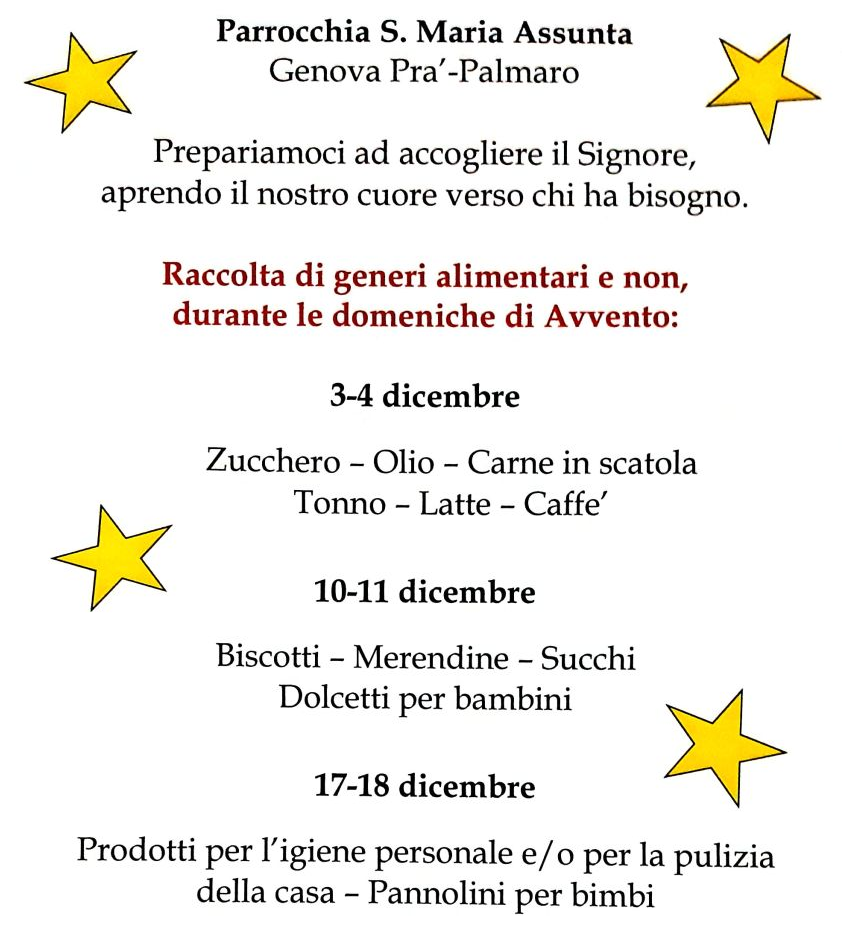 Parrocchia S. Maria Assunta
Genova Pra’-Palmaro
Prepariamoci ad accogliere il Signore,
aprendo il nostro cuore verso chi ha bisogno.
Raccolta di generi alimentari e non,
durante le domeniche di Avvento:
3-4 dicembre
Zucchero – Olio – Carne in scatola
Tonno – Latte – Caffe’
10-11 dicembre
Biscotti – Merendine – Succhi
Dolcetti per bambini
17-18 dicembre
Prodotti per l’igiene personale e/o per la pulizia
della casa – Pannolini per bimbi